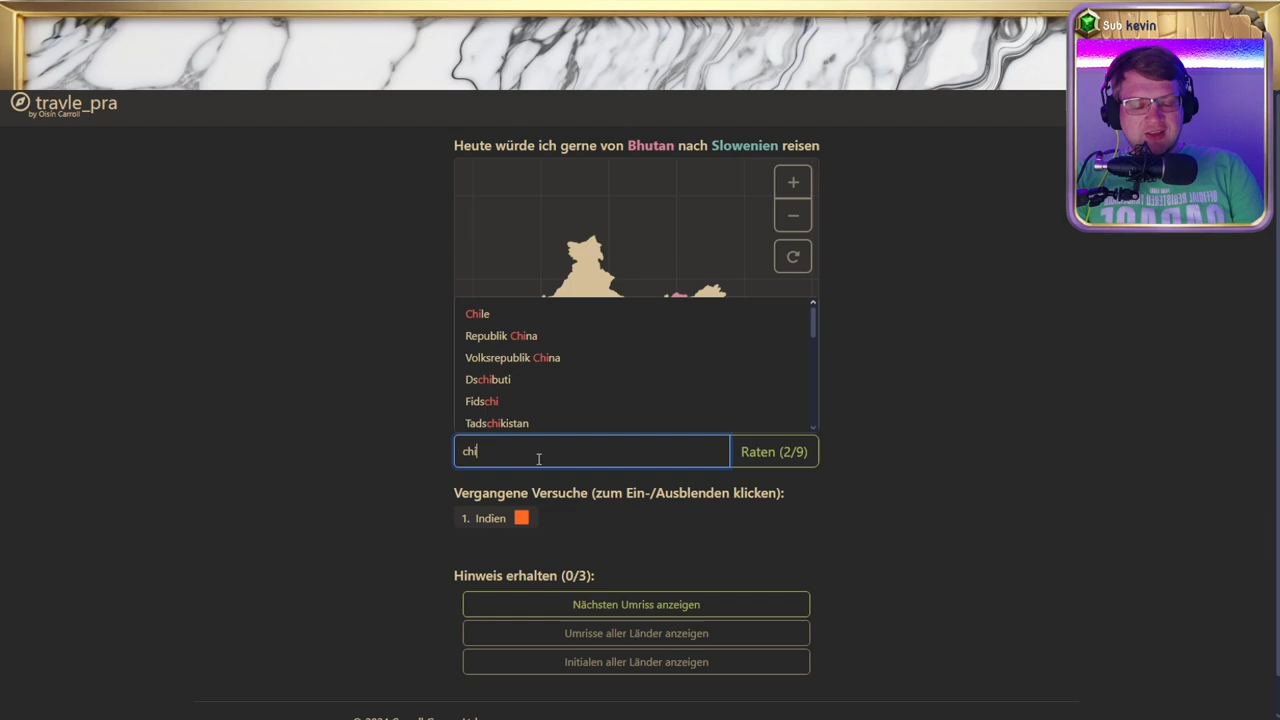 Sub kevin
travle_pra
by Oisín Carroll
Heute würde ich gerne von Bhutan nach Slowenien reisen
Chile
Republik China
Volksrepublik China
Dschibuti
Fidschi
Tadschikistan
chi
Raten (2/9)
Vergangene Versuche (zum Ein-/Ausblenden klicken):
1. Indien
Hinweis erhalten (0/3):
Nächsten Umriss anzeigen
Umrisse aller Länder anzeigen
Initialen aller Länder anzeigen